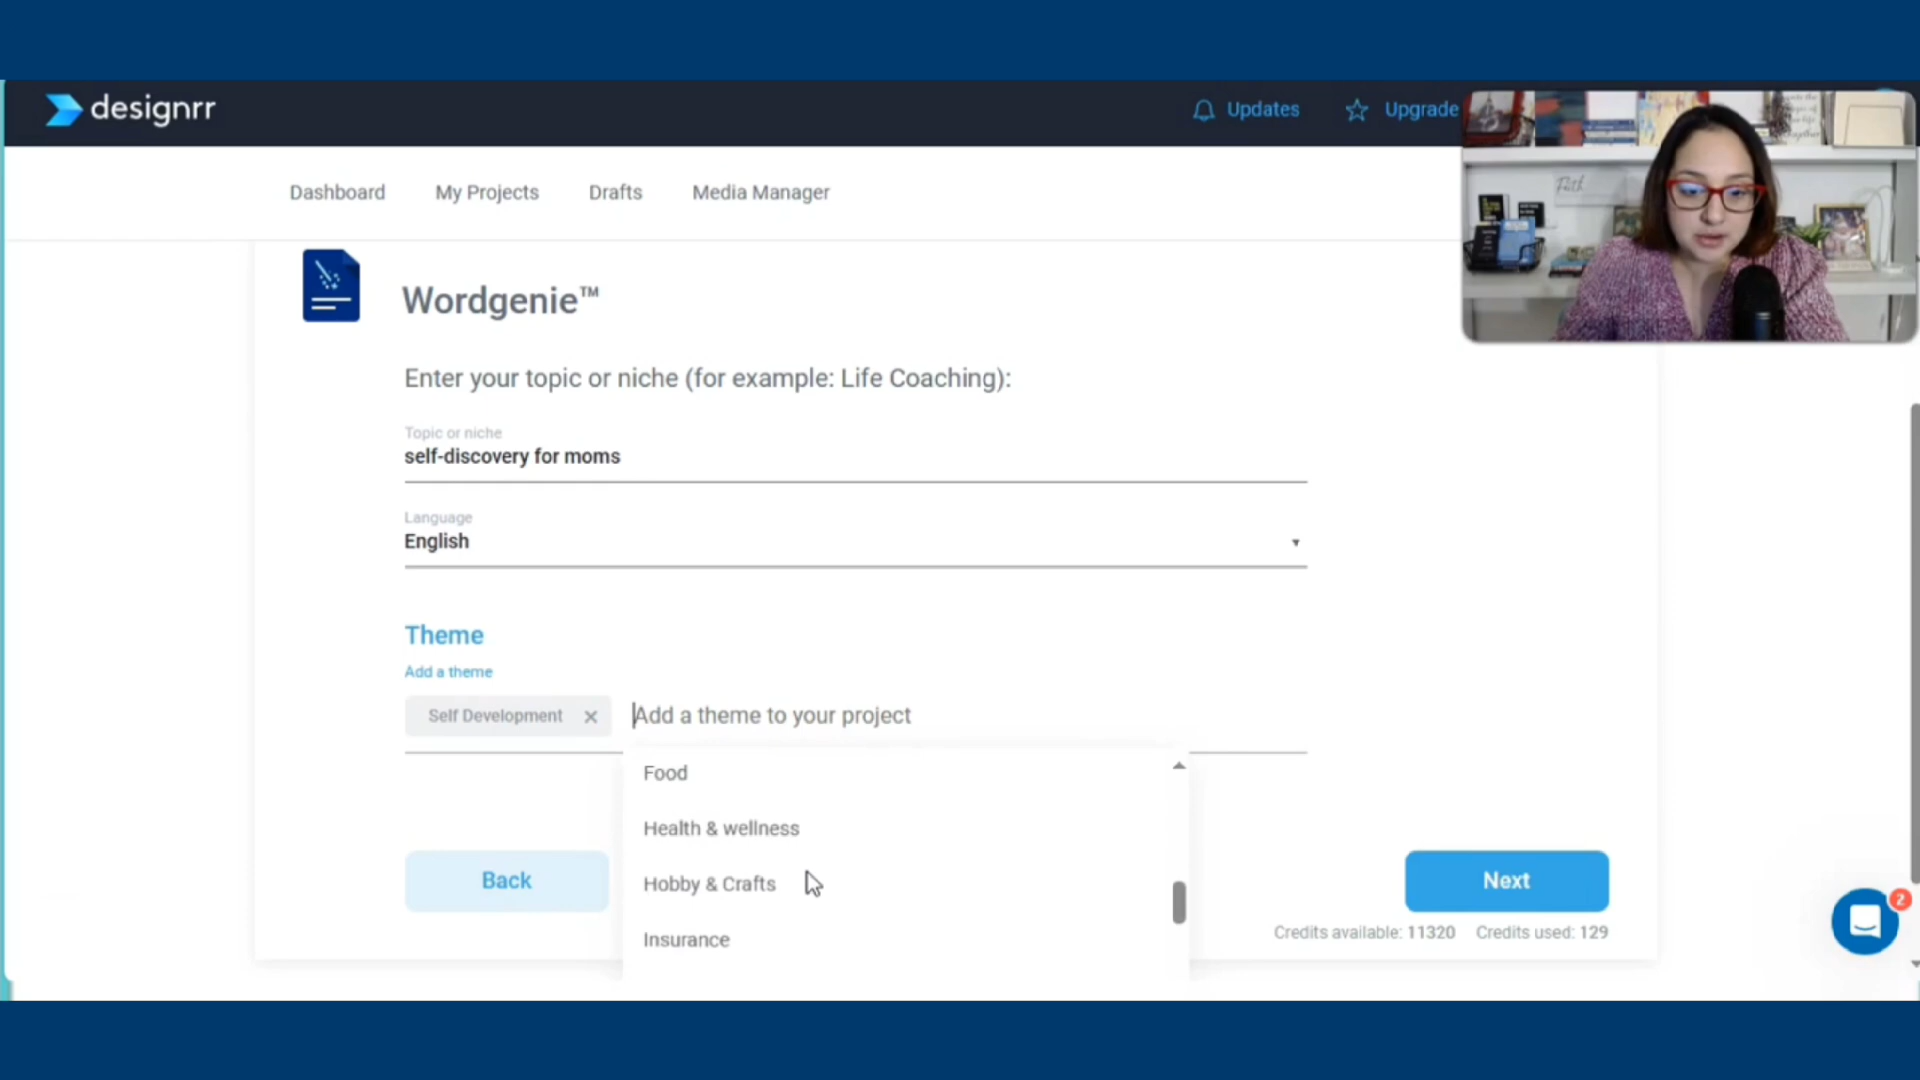 designrr
Updates
Upgrade
Dashboard
My Projects
Drafts
Media Manager
Wordgenie™
Enter your topic or niche (for example: Life Coaching):
Topic or niche
self-discovery for moms
Language
English
Theme
Add a theme
Self Development
Add a theme to your project
Food
Health & wellness
Hobby & Crafts
Insurance
Back
Next
Credits available: 11320
Credits used: 129
2